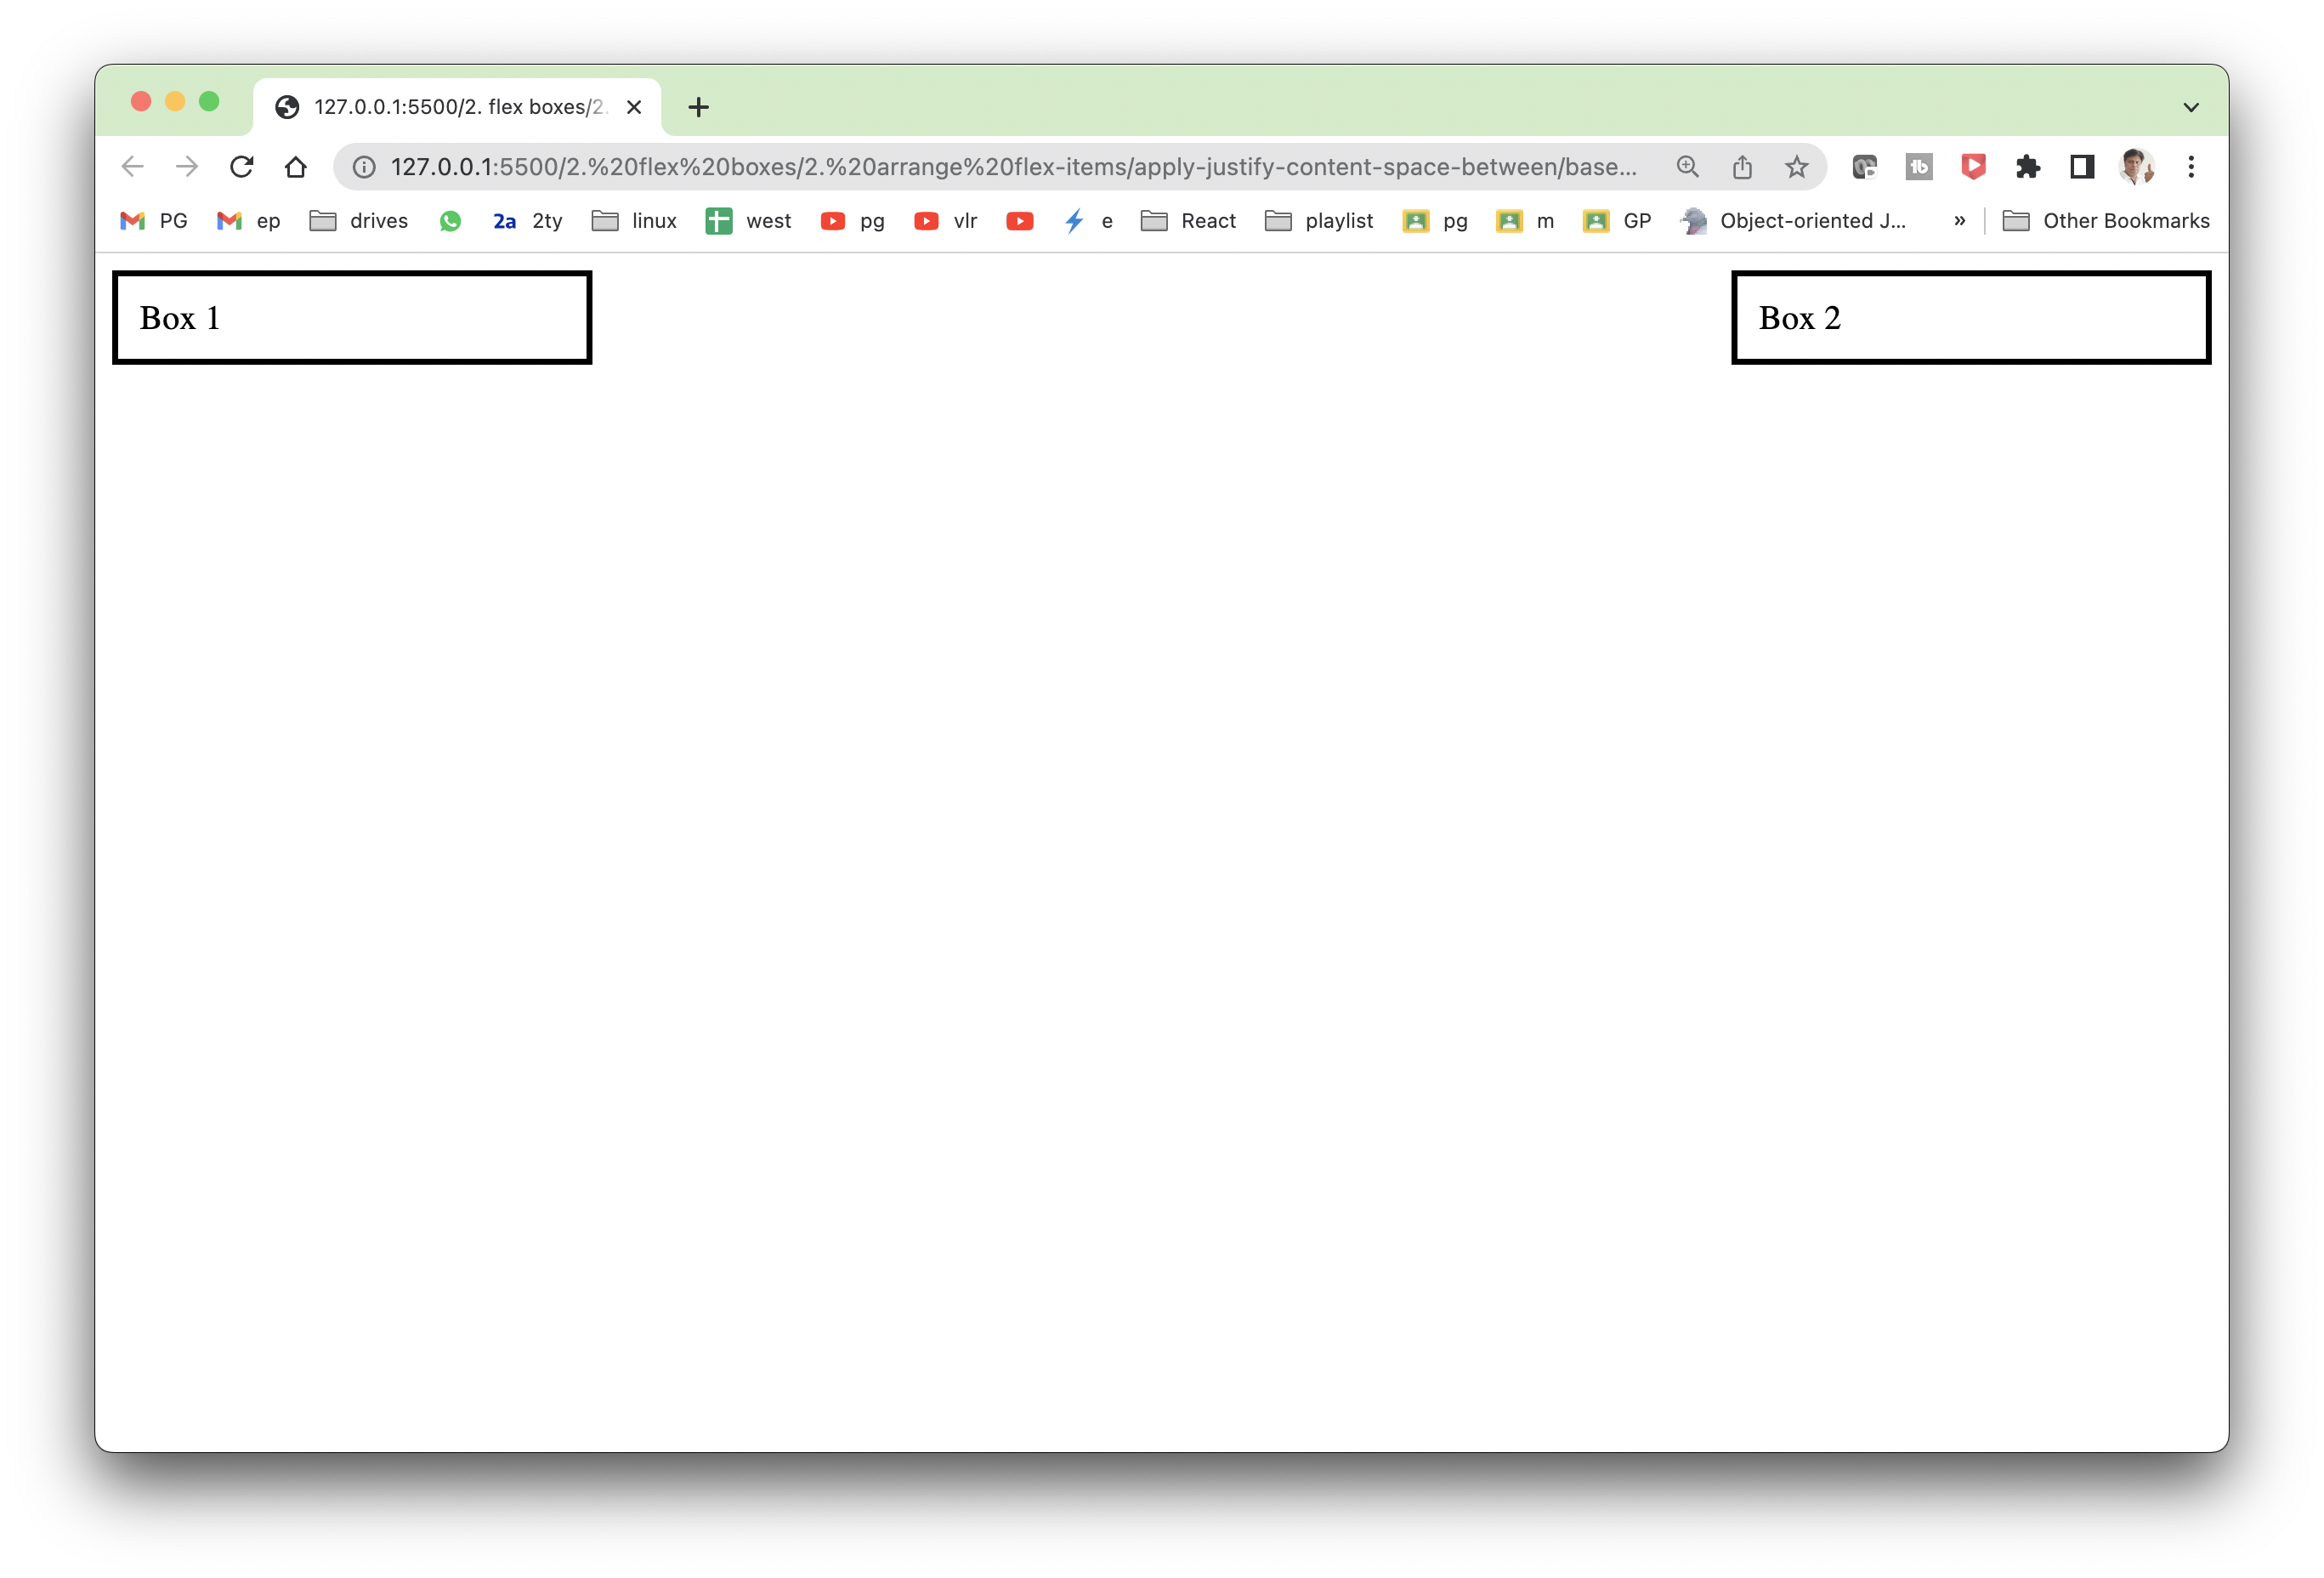 127.0.0.1:5500/2. flex boxes/2.
127.0.0.1:5500/2.%20flex%20boxes/2.%20arrange%20flex-items/apply-justify-content-space-between/base...
PG ep drives 2a 2ty linux west pg vlr e React playlist pg m GP Object-oriented J... » Other Bookmarks
Box 1 Box 2